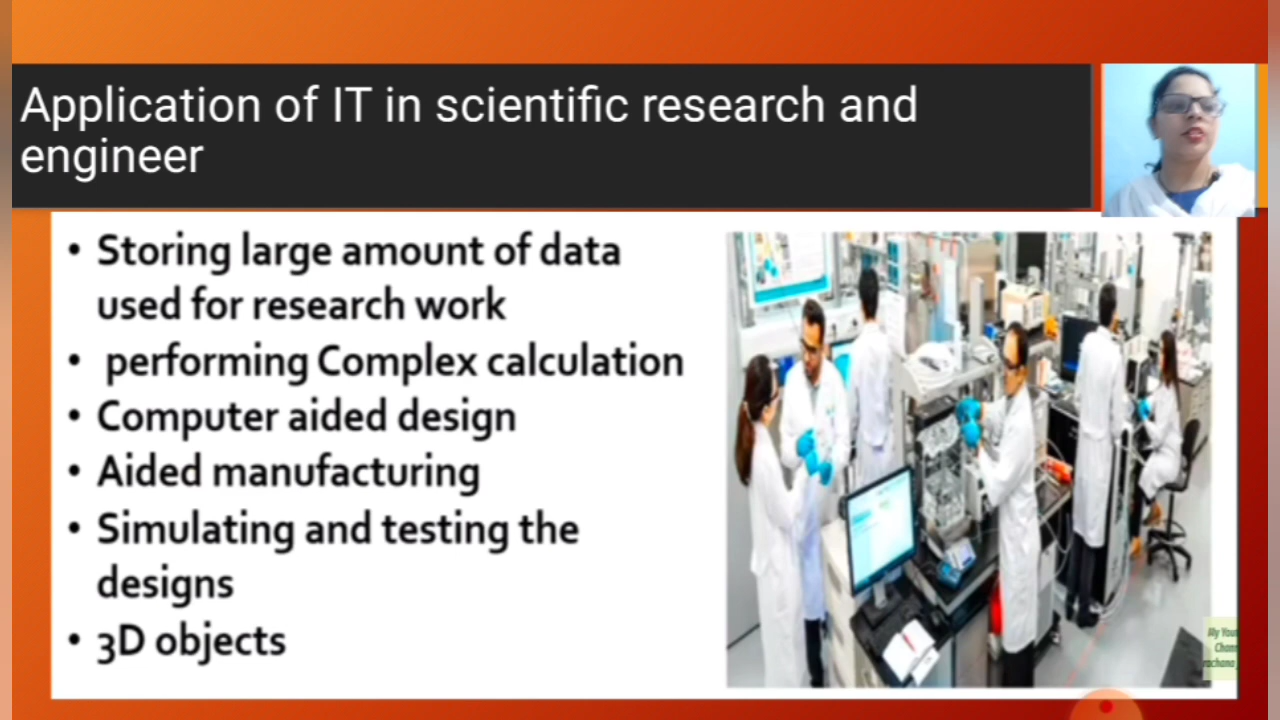 Application of IT in scientific research and
engineer
• Storing large amount of data
used for research work
• performing Complex calculation
• Computer aided design
• Aided manufacturing
• Simulating and testing the
designs
• 3D objects
My